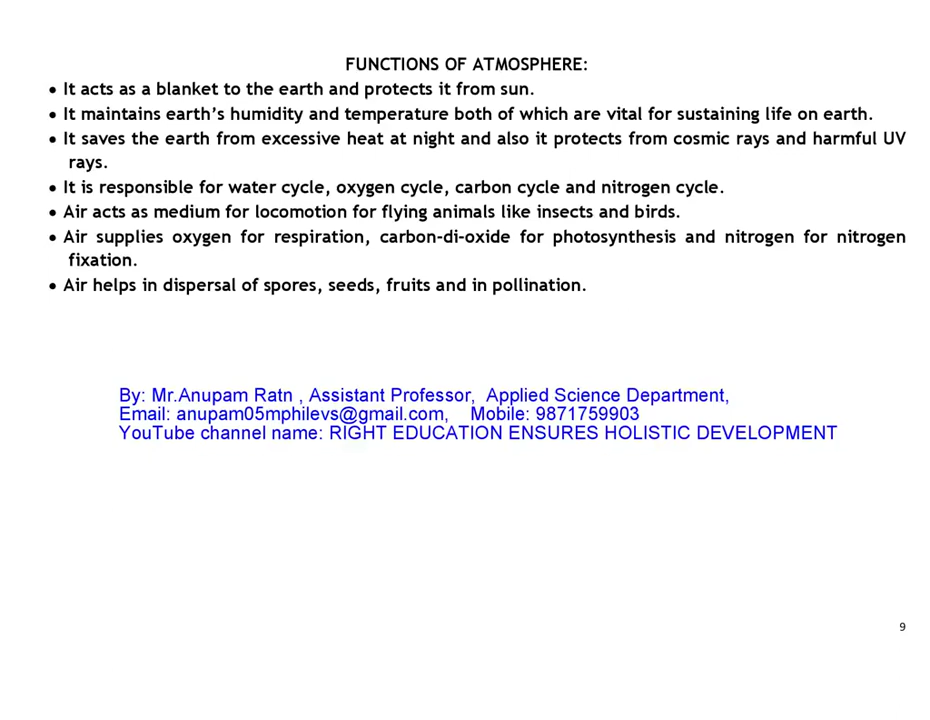 FUNCTIONS OF ATMOSPHERE:
• It acts as a blanket to the earth and protects it from sun.
• It maintains earth’s humidity and temperature both of which are vital for sustaining life on earth.
• It saves the earth from excessive heat at night and also it protects from cosmic rays and harmful UV
rays.
• It is responsible for water cycle, oxygen cycle, carbon cycle and nitrogen cycle.
• Air acts as medium for locomotion for flying animals like insects and birds.
• Air supplies oxygen for respiration, carbon-di-oxide for photosynthesis and nitrogen for nitrogen
fixation.
• Air helps in dispersal of spores, seeds, fruits and in pollination.
By: Mr.Anupam Ratn , Assistant Professor, Applied Science Department,
Email: anupam05mphilevs@gmail.com, Mobile: 9871759903
YouTube channel name: RIGHT EDUCATION ENSURES HOLISTIC DEVELOPMENT
9